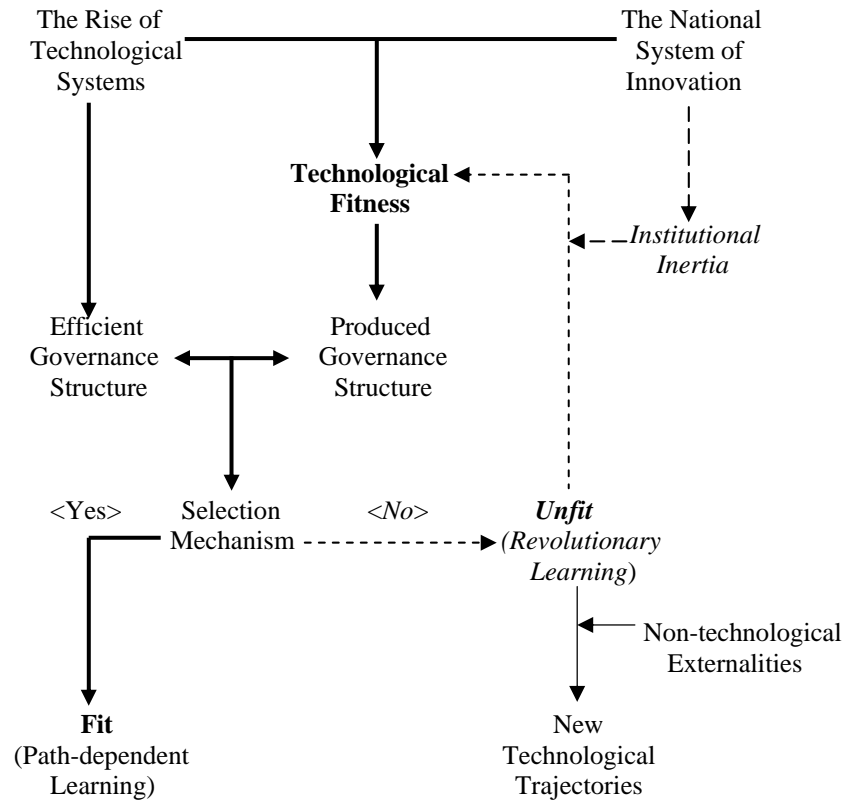 The Rise of
Technological
Systems
The National
System of
Innovation
Technological
Fitness
Institutional
Inertia
Efficient
Governance
Structure
Produced
Governance
Structure
<Yes>
Selection
Mechanism
<No>
Unfit
(Revolutionary
Learning)
Non-technological
Externalities
Fit
(Path-dependent
Learning)
New
Technological
Trajectories